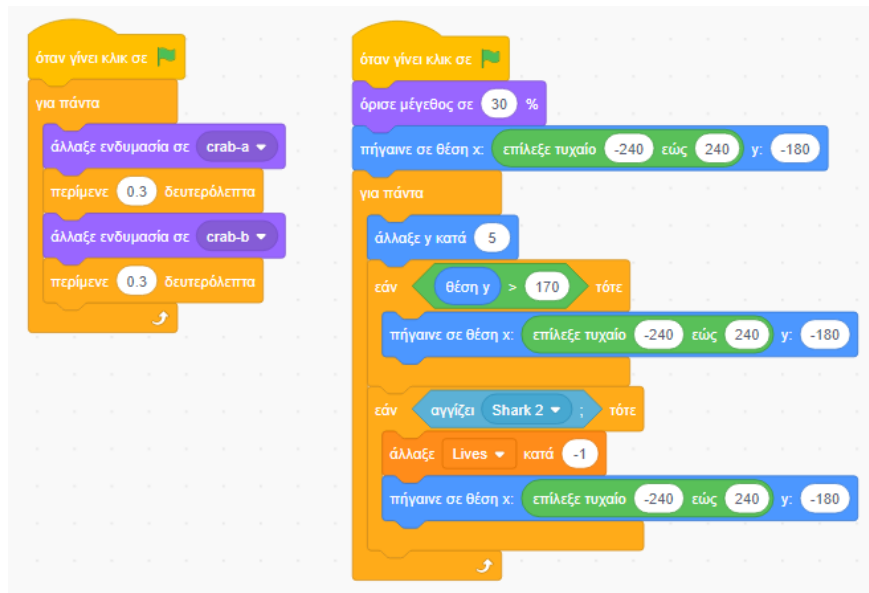 όταν γίνει κλικ σε
για πάντα
άλλαξε ενδυμασία σε crab-a
περίμενε 0.3 δευτερόλεπτα
άλλαξε ενδυμασία σε crab-b
περίμενε 0.3 δευτερόλεπτα
όταν γίνει κλικ σε
όρισε μέγεθος σε 30 %
πήγαινε σε θέση x: επίλεξε τυχαίο -240 εώς 240 y: -180
για πάντα
άλλαξε y κατά 5
εάν θέση y > 170 τότε
πήγαινε σε θέση x: επίλεξε τυχαίο -240 εώς 240 y: -180
εάν αγγίζει Shark 2 ; τότε
άλλαξε Lives κατά -1
πήγαινε σε θέση x: επίλεξε τυχαίο -240 εώς 240 y: -180